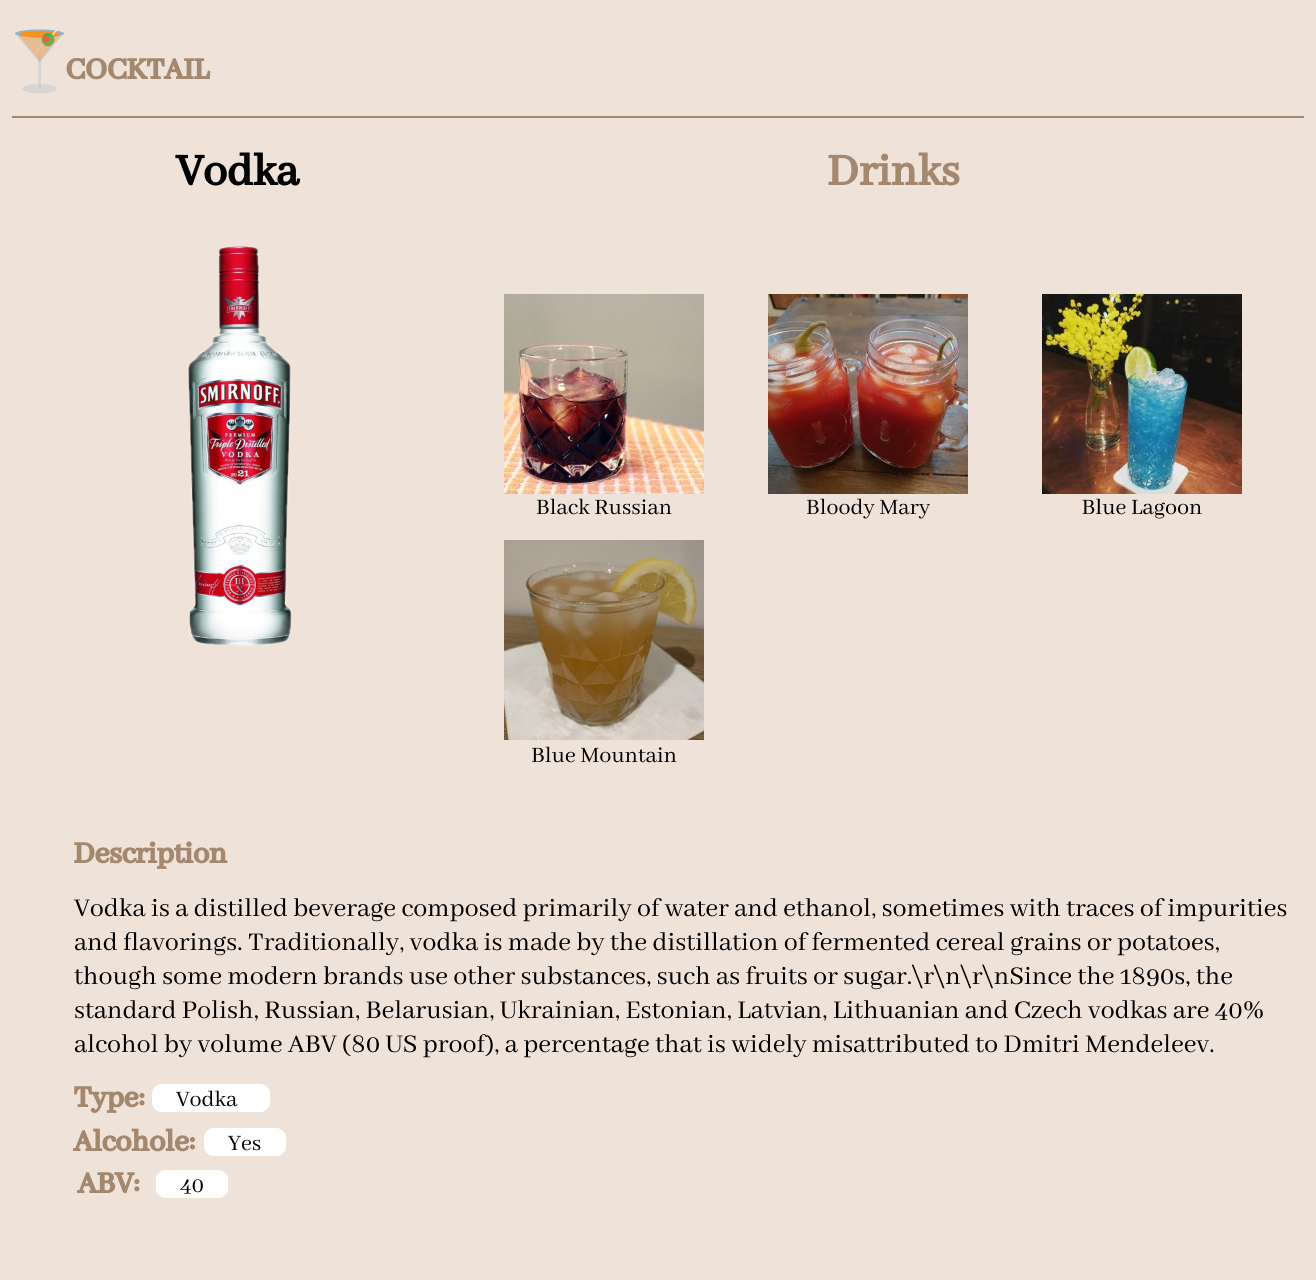 COCKTAIL
Vodka
Drinks
SMIRNOFF
PREMIUM
Triple Distilled
VODKA
21
Black Russian
Bloody Mary
Blue Lagoon
Blue Mountain
Description
Vodka is a distilled beverage composed primarily of water and ethanol, sometimes with traces of impurities
and flavorings. Traditionally, vodka is made by the distillation of fermented cereal grains or potatoes,
though some modern brands use other substances, such as fruits or sugar.\r\n\r\nSince the 1890s, the
standard Polish, Russian, Belarusian, Ukrainian, Estonian, Latvian, Lithuanian and Czech vodkas are 40%
alcohol by volume ABV (80 US proof), a percentage that is widely misattributed to Dmitri Mendeleev.
Type: Vodka
Alcohole: Yes
ABV: 40